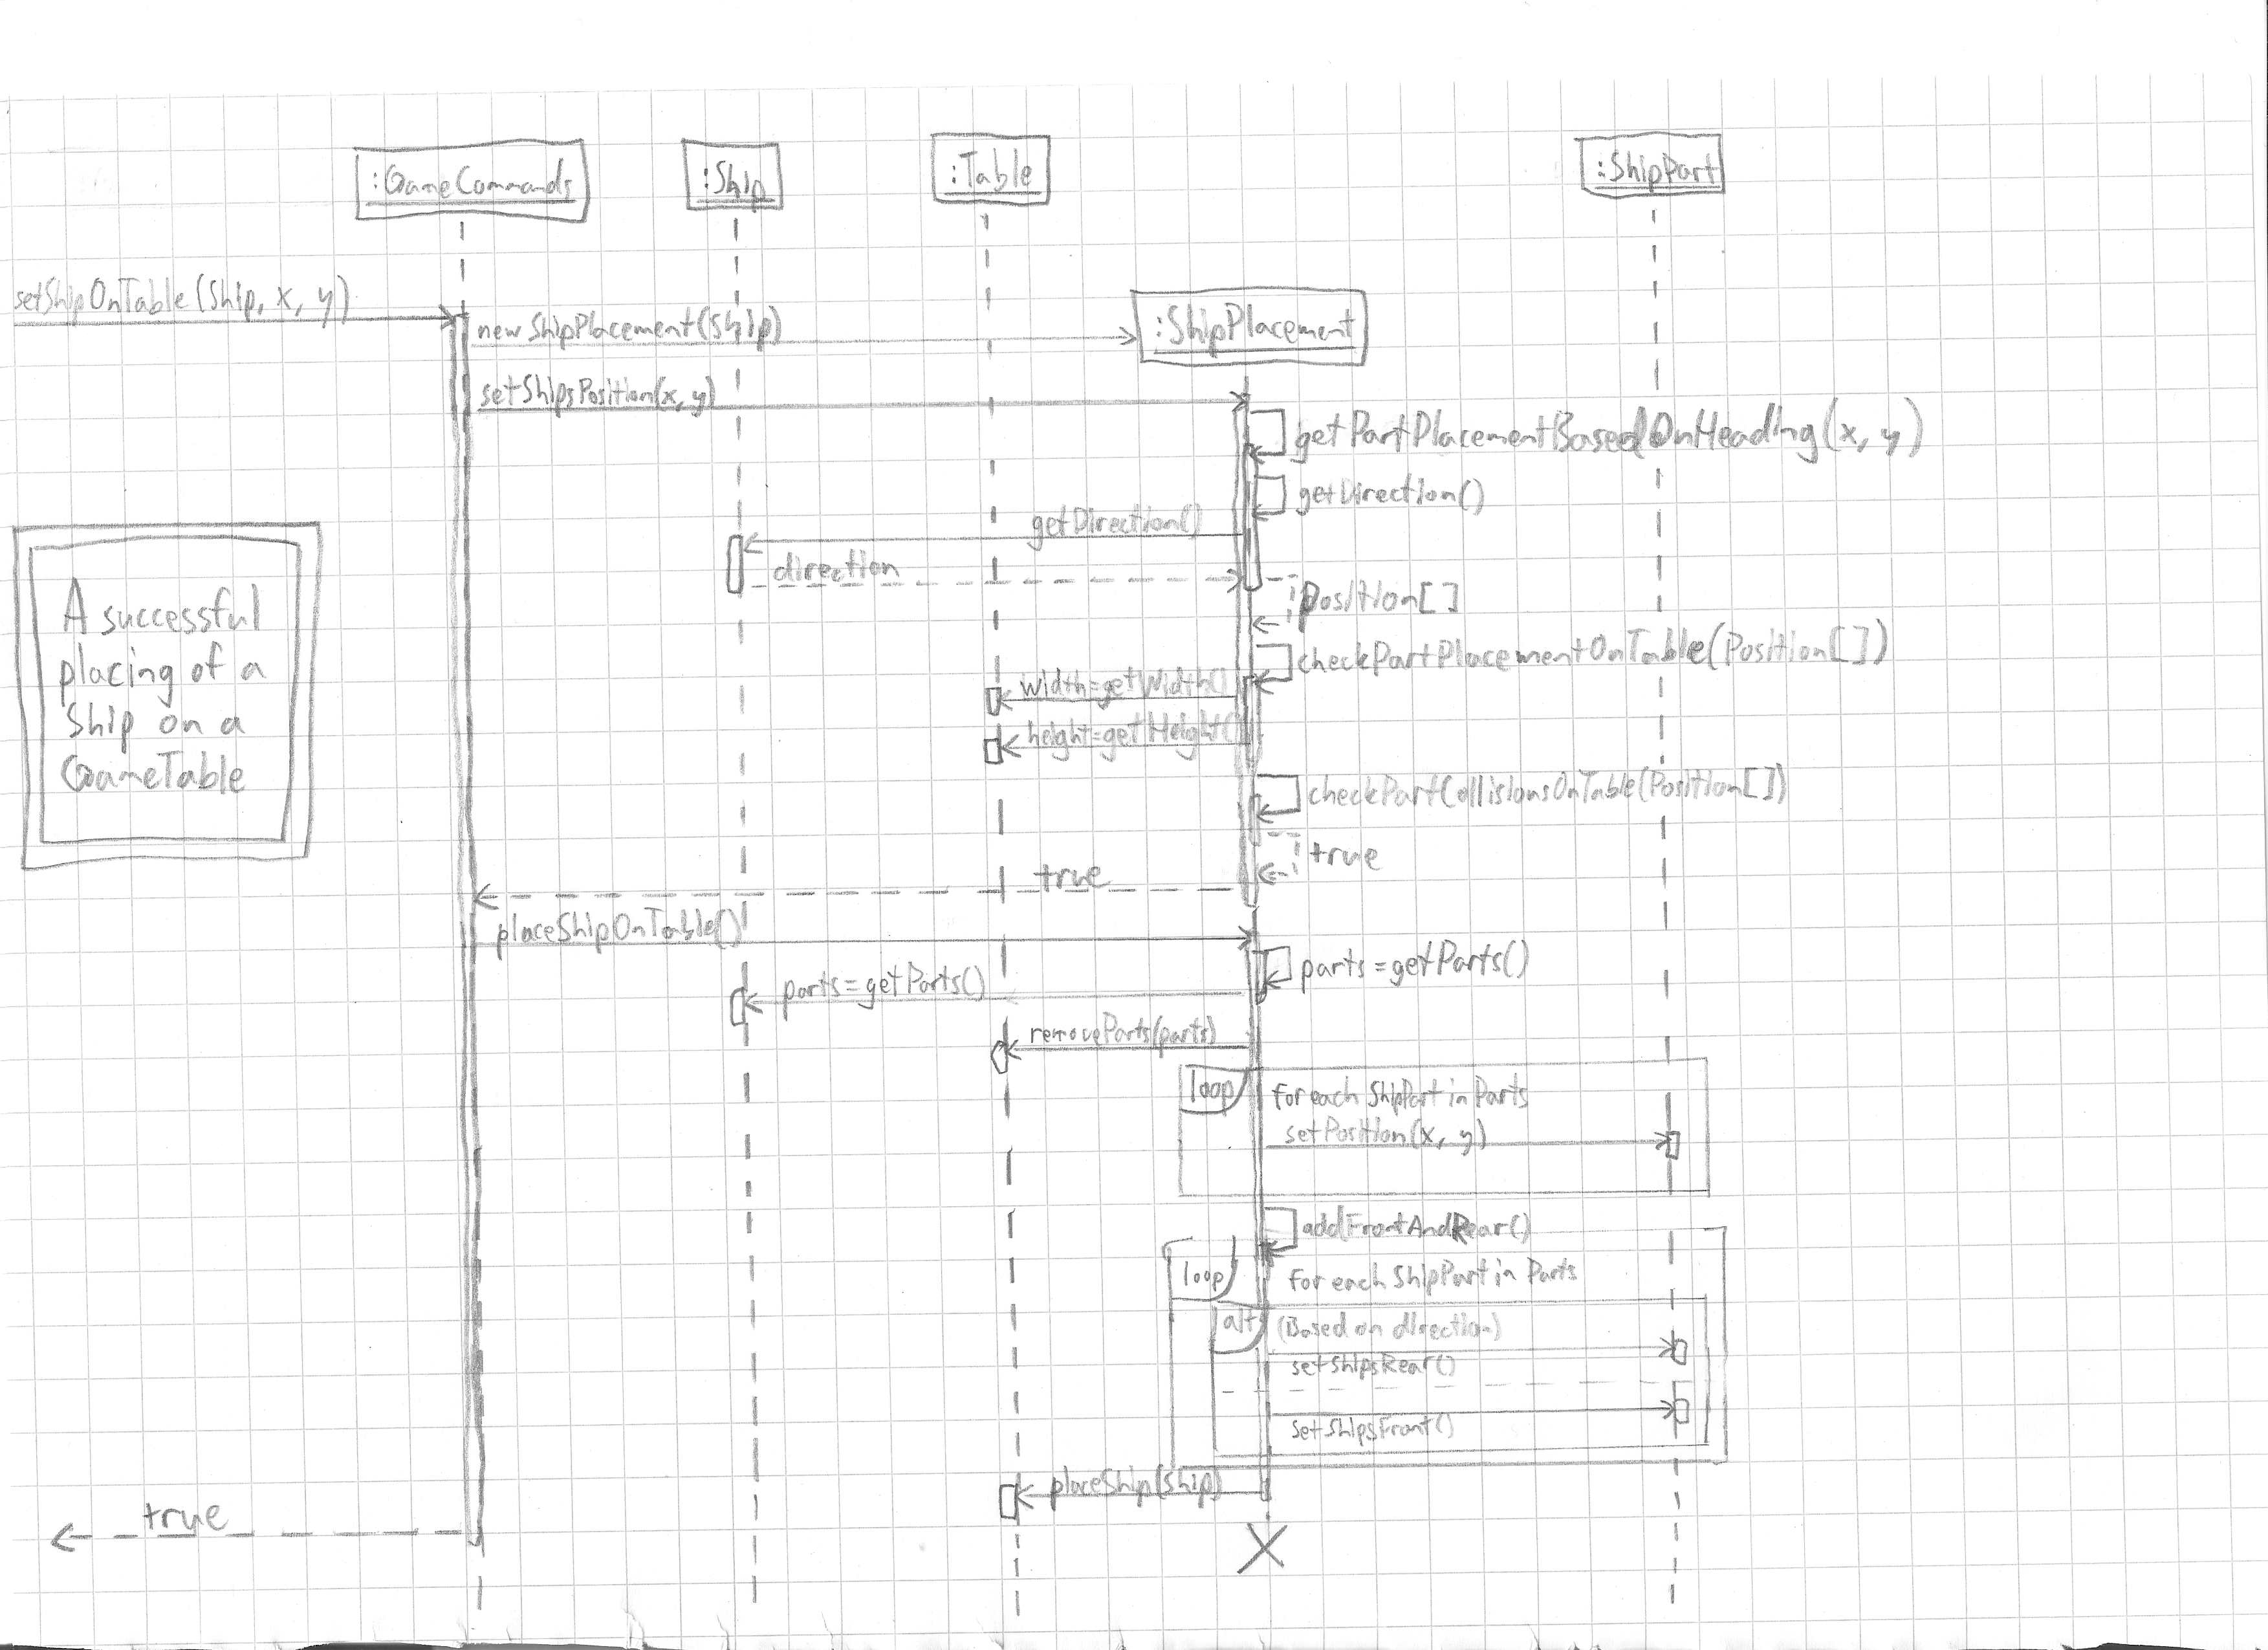 :GameCommands
:Ship
:Table
:ShipPart
setShipOnTable(Ship, x, y)
newShipPlacement(Ship)
:ShipPlacement
setShipsPosition(x, y)
getPartPlacementBasedOnHeading(x, y)
getDirection()
getDirection()
direction
Position[]
A successful
placing of a
Ship on a
GameTable
checkPartPlacementOnTable(Position[])
width=getWidth()
height=getHeight()
checkPartCollisionsOnTable(Position[])
true
true
placeShipOnTable()
parts=getParts()
parts=getParts()
removeParts(parts)
loop
for each ShipPart in Parts
setPosition(x, y)
addFrontAndRear()
loop
for each ShipPart in Parts
alt
(Based on direction)
setShipsRear()
setShipsFront()
placeShip(Ship)
true